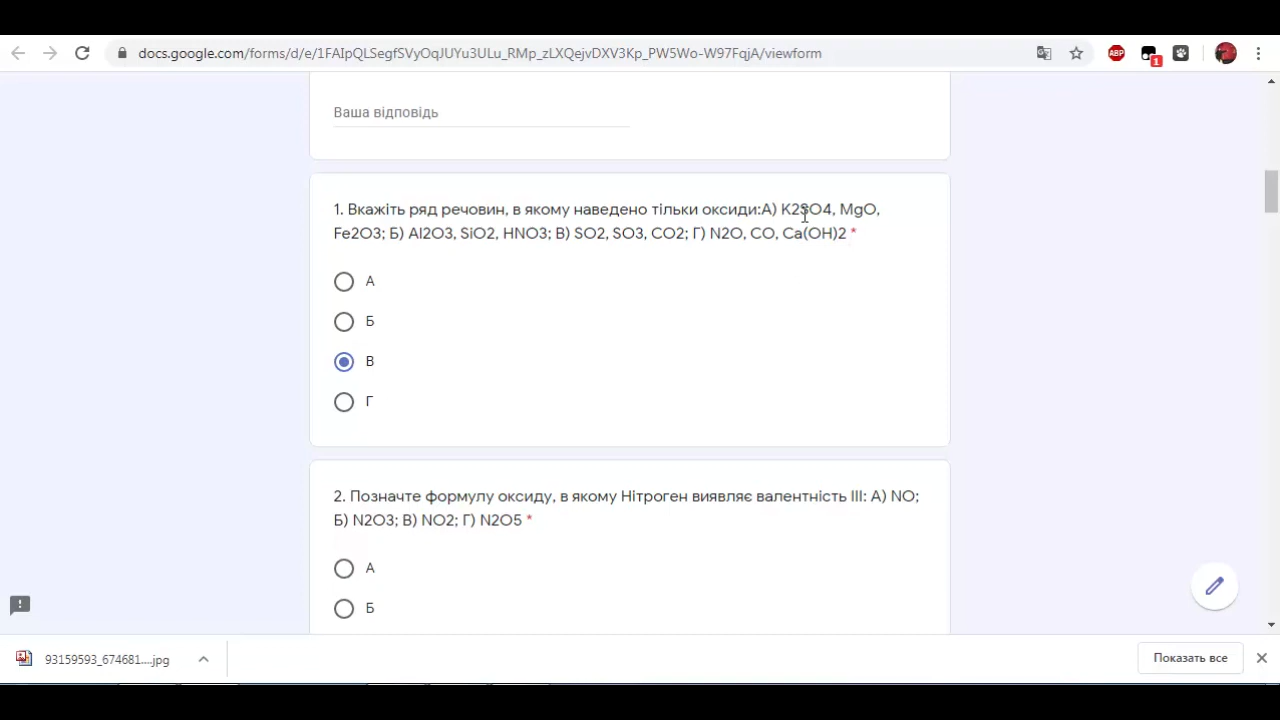 docs.google.com/forms/d/e/1FAIpQLSegfSVyOqJUYu3ULu_RMp_zLXQejvDXV3Kp_PW5Wo-W97FqjA/viewform
ABP
1
Ваша відповідь
1. Вкажіть ряд речовин, в якому наведено тільки оксиди:А) K2SO4, MgO,
Fe2O3; Б) Al2O3, SiO2, HNO3; В) SO2, SO3, CO2; Г) N2O, CO, Ca(OH)2 *
А
Б
В
Г
2. Позначте формулу оксиду, в якому Нітроген виявляє валентність III: А) NO;
Б) N2O3; В) NO2; Г) N2O5 *
А
Б
93159593_674681....jpg
Показать все